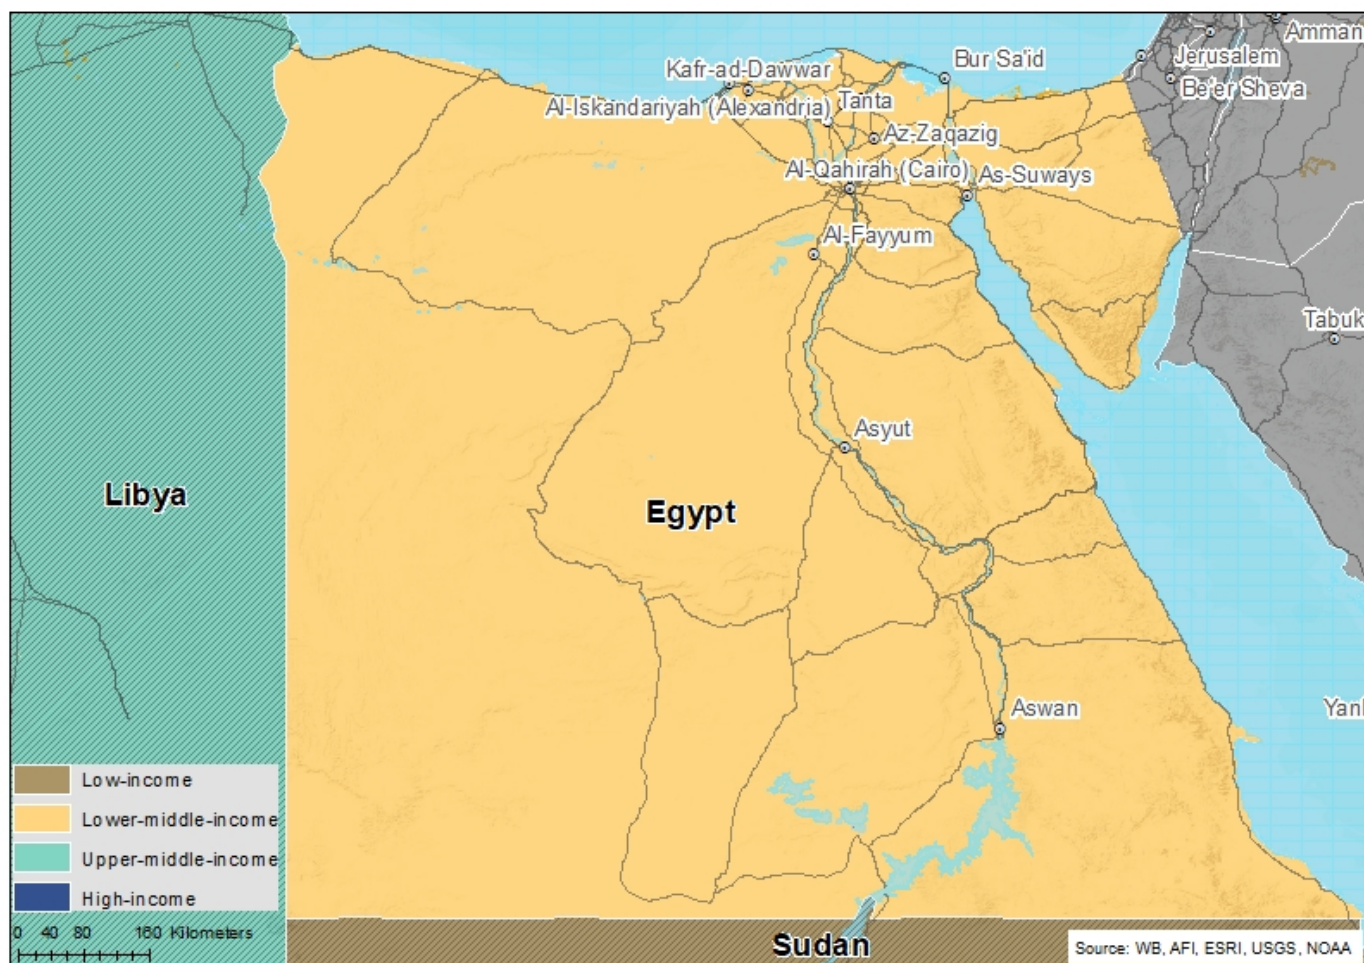 Amman
Jerusalem
Bur Sa'id
Kafr-ad-Dawwar
Be'er Sheva
Al-Iskandariyah (Alexandria)
Tanta
Az-Zaqazig
Al-Qahirah (Cairo)
As-Suways
Al-Fayyum
Tabuk
Asyut
Libya
Egypt
Aswan
Low-income
Lower-middle-income
Upper-middle-income
High-income
0 40 80 160 Kilometers
Sudan
Source: WB, AFI, ESRI, USGS, NOAA